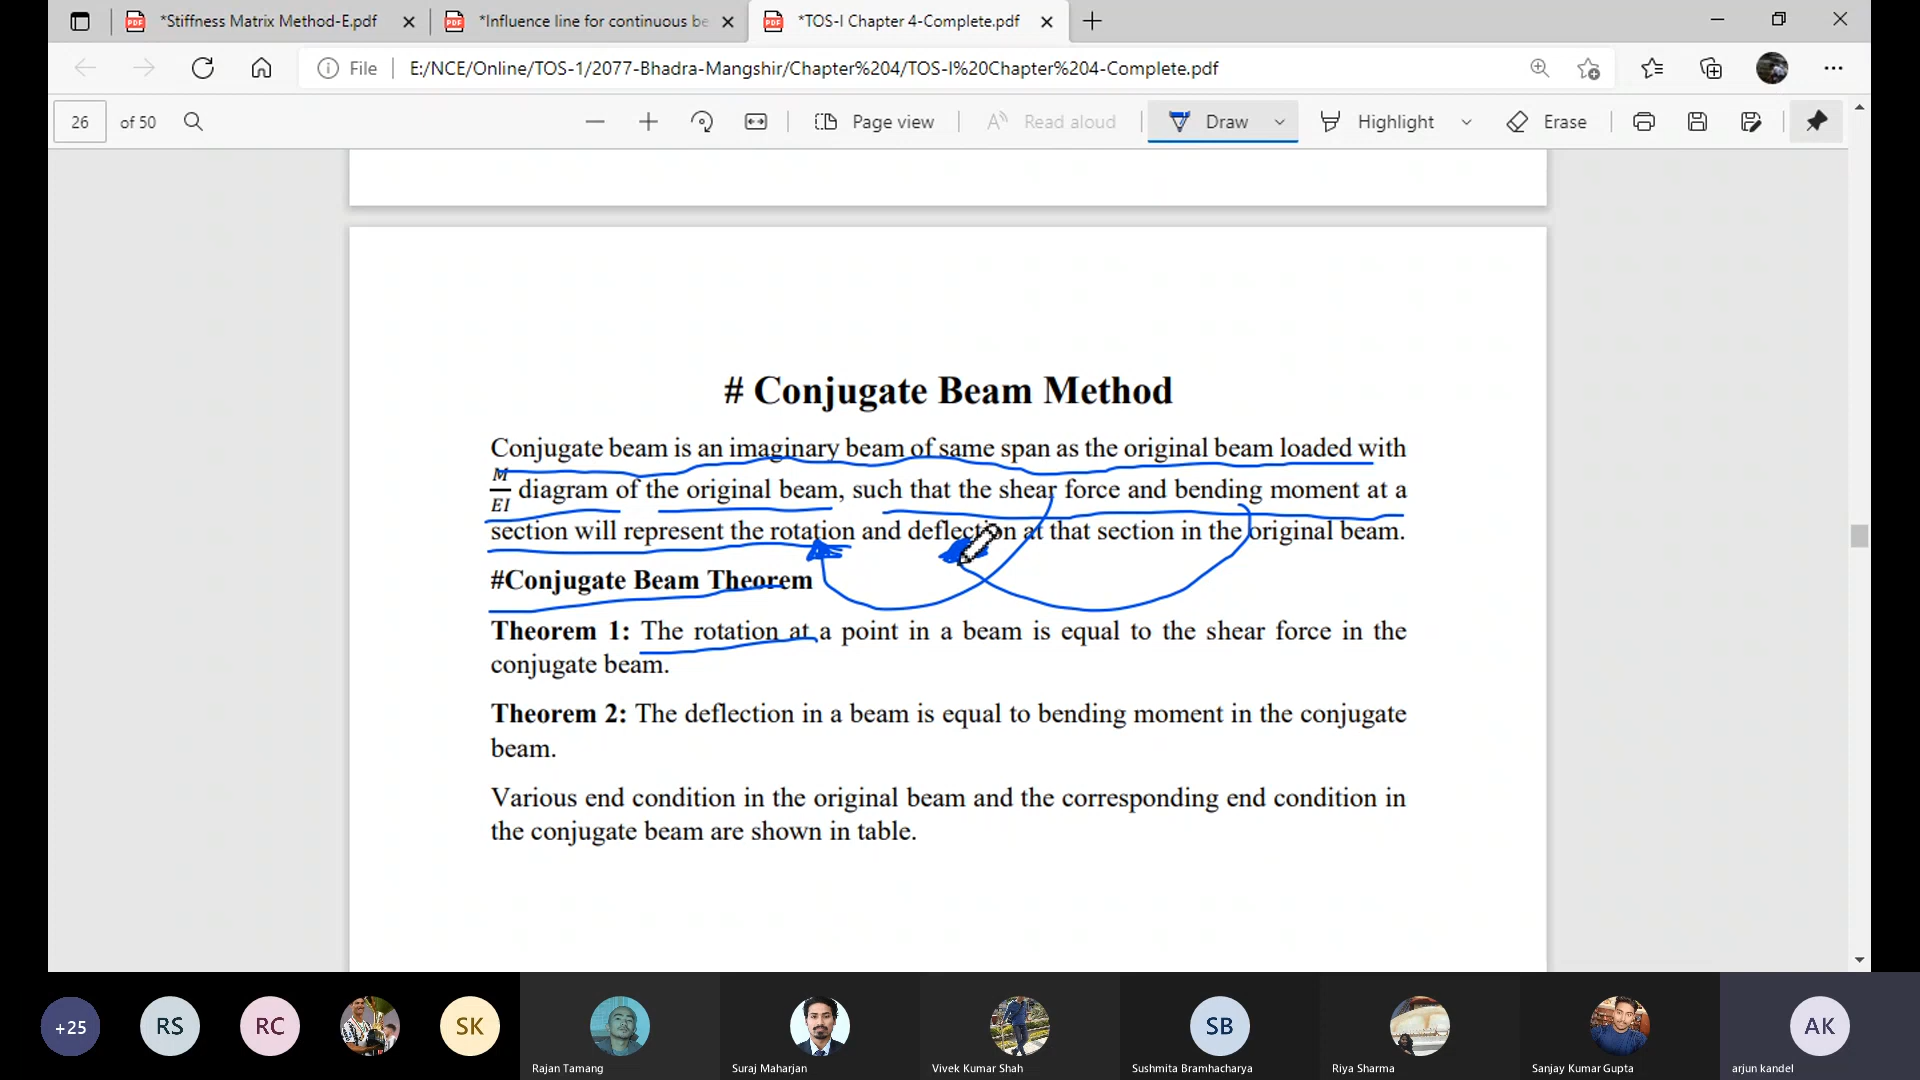 *Stiffness Matrix Method-E.pdf
*Influence line for continuous be
*TOS-I Chapter 4-Complete.pdf
File
E:/NCE/Online/TOS-1/2077-Bhadra-Mangshir/Chapter%204/TOS-I%20Chapter%204-Complete.pdf
26 of 50
Page view
Read aloud
Draw
Highlight
Erase
# Conjugate Beam Method
Conjugate beam is an imaginary beam of same span as the original beam loaded with
M/EI diagram of the original beam, such that the shear force and bending moment at a
section will represent the rotation and deflection at that section in the original beam.
#Conjugate Beam Theorem
Theorem 1: The rotation at a point in a beam is equal to the shear force in the
conjugate beam.
Theorem 2: The deflection in a beam is equal to bending moment in the conjugate
beam.
Various end condition in the original beam and the corresponding end condition in
the conjugate beam are shown in table.
+25
RS
RC
SK
SB
AK
Rajan Tamang
Suraj Maharjan
Vivek Kumar Shah
Sushmita Bramhacharya
Riya Sharma
Sanjay Kumar Gupta
arjun kandel